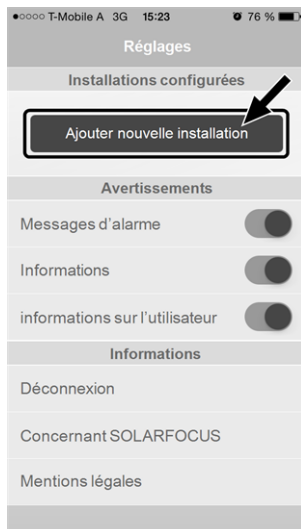 T-Mobile A 3G 15:23 76 %
Réglages
Installations configurées
Ajouter nouvelle installation
Avertissements
Messages d'alarme
Informations
informations sur l'utilisateur
Informations
Déconnexion
Concernant SOLARFOCUS
Mentions légales